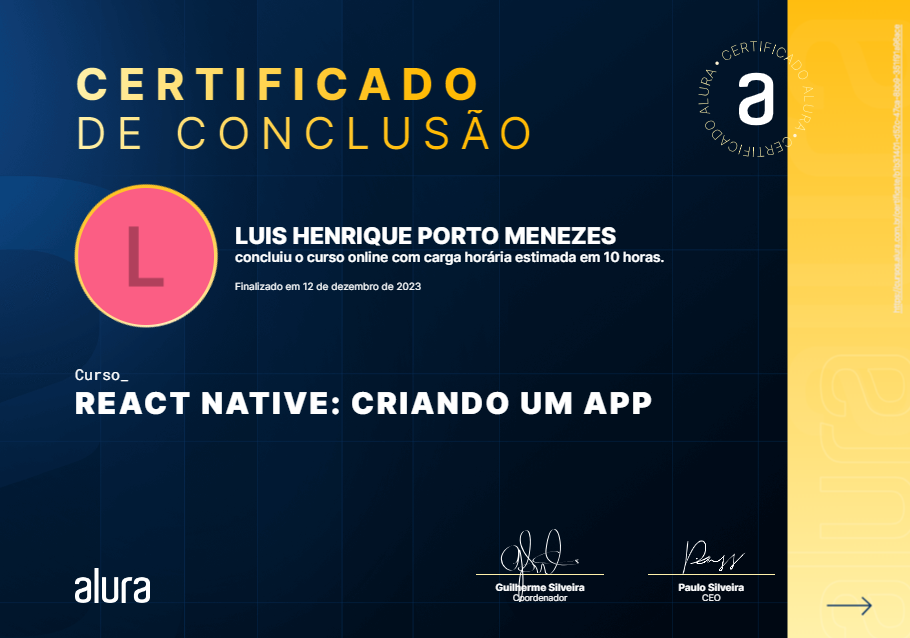 CERTIFICADO
DE CONCLUSÃO
CERTIFICADO ALURA • CERTIFICADO ALURA •
a
L
LUIS HENRIQUE PORTO MENEZES
concluiu o curso online com carga horária estimada em 10 horas.
Finalizado em 12 de dezembro de 2023
Curso_
REACT NATIVE: CRIANDO UM APP
alura
Guilherme Silveira
Coordenador
Paulo Silveira
CEO
alura